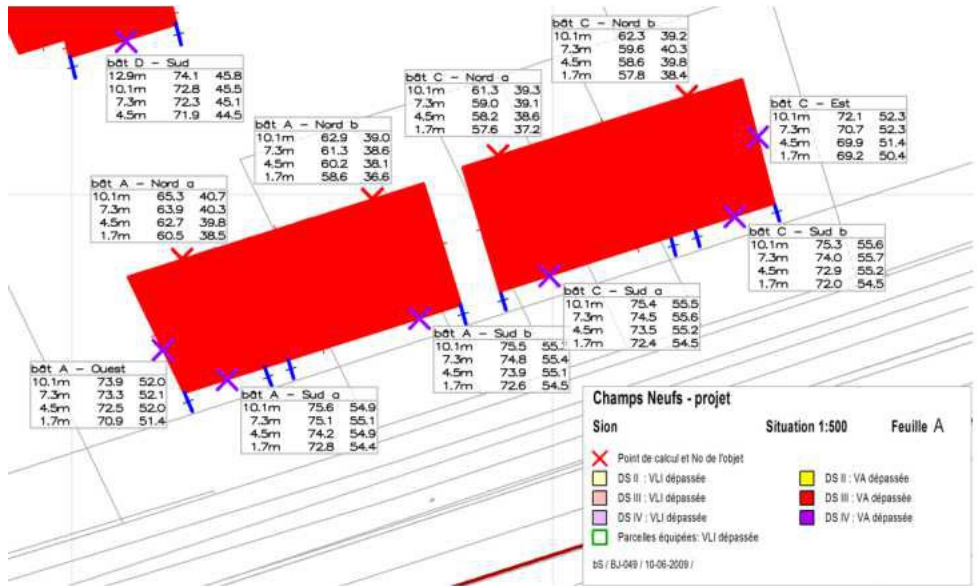 bât D - Sud
12.9m 74.1 45.8
10.1m 72.8 45.5
7.3m 72.3 45.1
4.5m 71.9 44.5
bât C - Nord b
10.1m 62.3 39.2
7.3m 59.6 40.3
4.5m 58.6 39.8
1.7m 57.8 38.4
bât C - Nord a
10.1m 61.3 39.3
7.3m 59.0 39.1
4.5m 58.2 38.6
1.7m 57.6 37.2
bât C - Est
10.1m 72.1 52.3
7.3m 70.7 52.3
4.5m 69.9 51.4
1.7m 69.2 50.4
bât A - Nord b
10.1m 62.9 39.0
7.3m 61.3 38.6
4.5m 60.2 38.1
1.7m 58.6 36.6
bât A - Nord a
10.1m 65.3 40.7
7.3m 63.9 40.3
4.5m 62.7 39.8
1.7m 60.5 38.5
bât C - Sud b
10.1m 75.3 55.6
7.3m 74.0 55.7
4.5m 72.9 55.2
1.7m 72.0 54.5
bât C - Sud a
10.1m 75.4 55.5
7.3m 74.5 55.6
4.5m 73.5 55.2
1.7m 72.4 54.5
bât A - Sud b
10.1m 75.5
7.3m 74.8 55.4
4.5m 73.9 55.1
1.7m 72.6 54.5
bât A - Ouest
10.1m 73.9 52.0
7.3m 73.3 52.1
4.5m 72.5 52.0
1.7m 70.9 51.4
bât A - Sud a
10.1m 75.6 54.9
7.3m 75.1 55.1
4.5m 74.2 54.9
1.7m 72.8 54.4
Champs Neufs - projet
Sion Situation 1:500 Feuille A
Point de calcul et No de l'objet
DS II : VLI dépassée DS II : VA dépassée
DS III : VLI dépassée DS III : VA dépassée
DS IV : VLI dépassée DS IV : VA dépassée
Parcelles équipées: VLI dépassée
bS / BJ-049 / 10-06-2009 /